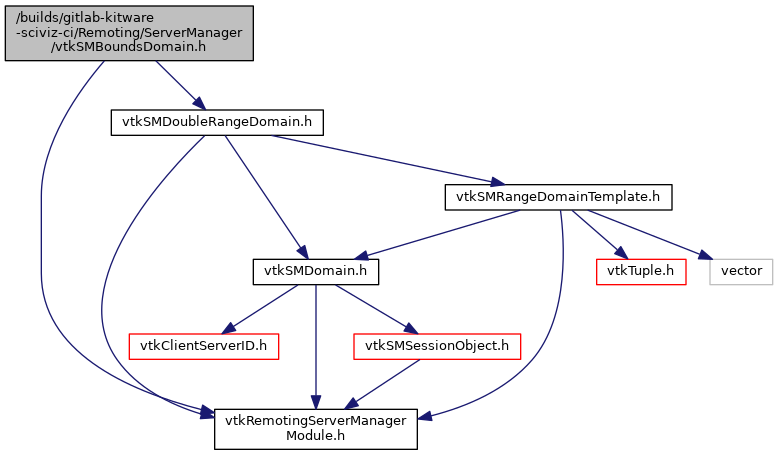 /builds/gitlab-kitware
-sciviz-ci/Remoting/ServerManager
/vtkSMBoundsDomain.h
vtkSMDoubleRangeDomain.h
vtkSMRangeDomainTemplate.h
vtkSMDomain.h
vtkTuple.h
vector
vtkClientServerID.h
vtkSMSessionObject.h
vtkRemotingServerManager
Module.h